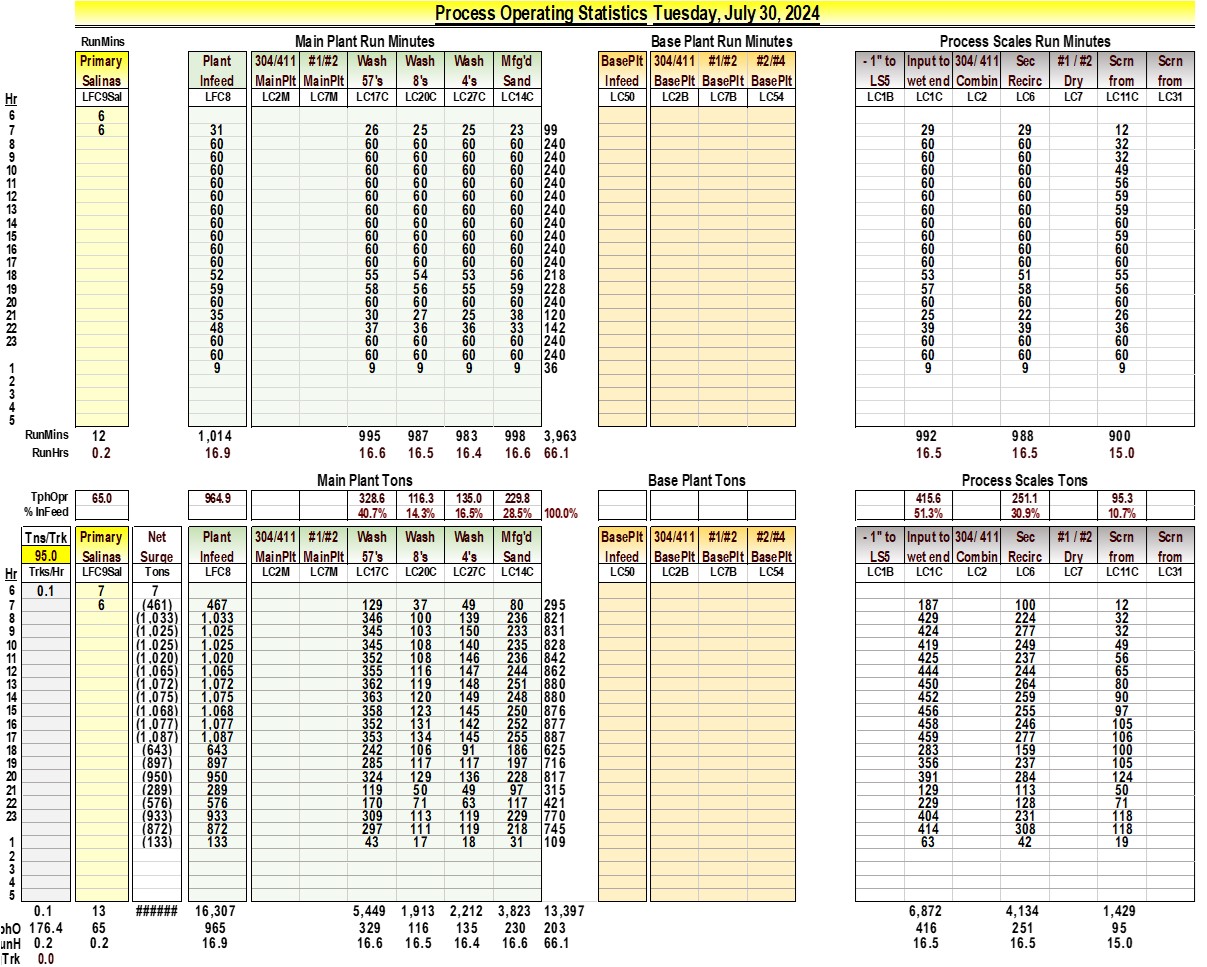 Process Operating Statistics Tuesday, July 30, 2024
RunMins Main Plant Run Minutes Base Plant Run Minutes Process Scales Run Minutes
Primary Plant 304/411 #1/#2 Wash Wash Wash Mfg'd BasePlt 304/411 #1/#2 #2/#4 - 1" to Input to 304/ 411 Sec #1 / #2 Scrn Scrn
Salinas Infeed MainPlt MainPlt 57's 8's 4's Sand Infeed BasePlt BasePlt BasePlt LS5 wet end Combin Recirc Dry from from
Hr LFC9Sal LFC8 LC2M LC7M LC17C LC20C LC27C LC14C LC50 LC2B LC7B LC54 LC1B LC1C LC2 LC6 LC7 LC11C LC31
6 6
7 6 31 26 25 25 23 99 29 29 12
8 60 60 60 60 60 240 60 60 32
9 60 60 60 60 60 240 60 60 32
10 60 60 60 60 60 240 60 60 49
11 60 60 60 60 60 240 60 60 56
12 60 60 60 60 60 240 60 60 59
13 60 60 60 60 60 240 60 60 59
14 60 60 60 60 60 240 60 60 60
15 60 60 60 60 60 240 60 60 59
16 60 60 60 60 60 240 60 60 60
17 60 60 60 60 60 240 60 60 60
18 52 55 54 53 56 218 53 51 55
19 59 58 56 55 59 228 57 58 56
20 60 60 60 60 60 240 60 60 60
21 35 30 27 25 38 120 25 22 26
22 48 37 36 36 33 142 39 39 36
23 60 60 60 60 60 240 60 60 60
60 60 60 60 60 240 60 60 60
1 9 9 9 9 9 36 9 9 9
2
3
4
5
RunMins 12 1,014 995 987 983 998 3,963 992 988 900
RunHrs 0.2 16.9 16.6 16.5 16.4 16.6 66.1 16.5 16.5 15.0
Main Plant Tons Base Plant Tons Process Scales Tons
TphOpr 65.0 964.9 328.6 116.3 135.0 229.8 415.6 251.1 95.3
% InFeed 40.7% 14.3% 16.5% 28.5% 100.0% 51.3% 30.9% 10.7%
Tns/Trk Primary Net Plant 304/411 #1/#2 Wash Wash Wash Mfg'd BasePlt 304/411 #1/#2 #2/#4 - 1" to Input to 304/ 411 Sec #1 / #2 Scrn Scrn
95.0 Salinas Surge Infeed MainPlt MainPlt 57's 8's 4's Sand Infeed BasePlt BasePlt BasePlt LS5 wet end Combin Recirc Dry from from
Hr Trks/Hr LFC9Sal Tons LFC8 LC2M LC7M LC17C LC20C LC27C LC14C LC50 LC2B LC7B LC54 LC1B LC1C LC2 LC6 LC7 LC11C LC31
6 0.1 7 7
7 6 (461) 467 129 37 49 80 295 187 100 12
8 (1,033) 1,033 346 100 139 236 821 429 224 32
9 (1,025) 1,025 345 103 150 233 831 424 277 32
10 (1,025) 1,025 345 108 140 235 828 419 249 49
11 (1,020) 1,020 352 108 146 236 842 425 237 56
12 (1,065) 1,065 355 116 147 244 862 444 244 65
13 (1,072) 1,072 362 119 148 251 880 450 264 80
14 (1,075) 1,075 363 120 149 248 880 452 259 90
15 (1,068) 1,068 358 123 145 250 876 456 255 97
16 (1,077) 1,077 352 131 142 252 877 458 246 105
17 (1,087) 1,087 353 134 145 255 887 459 277 106
18 (643) 643 242 106 91 186 625 283 159 100
19 (897) 897 285 117 117 197 716 356 237 105
20 (950) 950 324 129 136 228 817 391 284 124
21 (289) 289 119 50 49 97 315 129 113 50
22 (576) 576 170 71 63 117 421 229 128 71
23 (933) 933 309 113 119 229 770 404 231 118
(872) 872 297 111 119 218 745 414 308 118
1 (133) 133 43 17 18 31 109 63 42 19
2
3
4
5
0.1 13 ###### 16,307 5,449 1,913 2,212 3,823 13,397 6,872 4,134 1,429
phO 176.4 65 965 329 116 135 230 203 416 251 95
unH 0.2 0.2 16.9 16.6 16.5 16.4 16.6 66.1 16.5 16.5 15.0
Trk 0.0